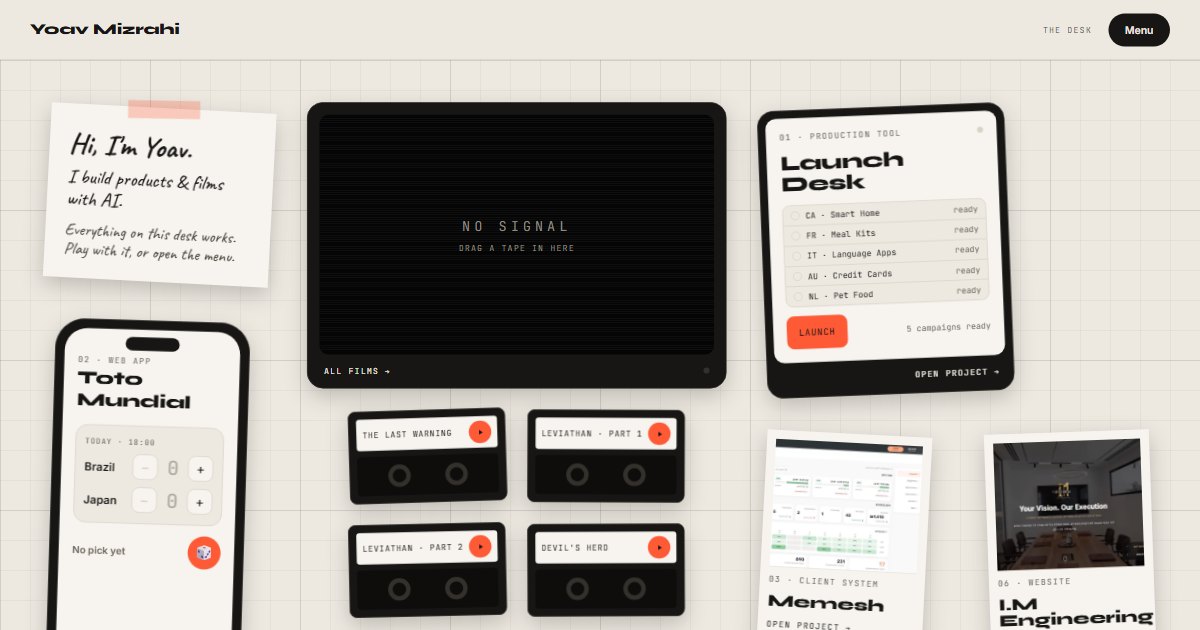 Yoav Mizrahi
THE DESK
Menu
Hi, I'm Yoav.
I build products & films
with AI.
Everything on this desk works.
Play with it, or open the menu.
NO SIGNAL
DRAG A TAPE IN HERE
ALL FILMS →
01 - PRODUCTION TOOL
Launch
Desk
CA - Smart Home ready
FR - Meal Kits ready
IT - Language Apps ready
AU - Credit Cards ready
NL - Pet Food ready
LAUNCH
5 campaigns ready
OPEN PROJECT →
02 - WEB APP
Toto
Mundial
TODAY · 18:00
Brazil – 0 +
Japan – 0 +
No pick yet
THE LAST WARNING
LEVIATHAN - PART 1
LEVIATHAN - PART 2
DEVIL'S HERD
03 - CLIENT SYSTEM
Memesh
OPEN PROJECT →
Your Vision. Our Execution
06 - WEBSITE
I.M
Engineering